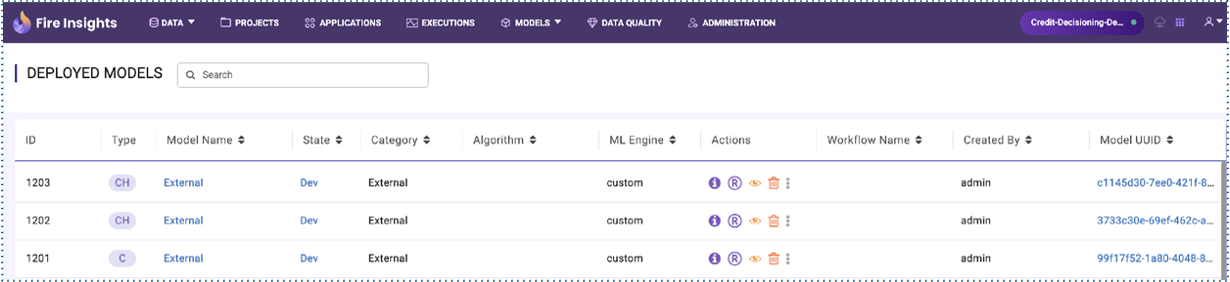 Fire Insights DATA PROJECTS APPLICATIONS EXECUTIONS MODELS DATA QUALITY ADMINISTRATION Credit-Decisioning-De...
DEPLOYED MODELS Search
ID Type Model Name State Category Algorithm ML Engine Actions Workflow Name Created By Model UUID
1203 CH External Dev External custom i R admin c1145d30-7ee0-421f-8...
1202 CH External Dev External custom i R admin 3733c30e-69ef-462c-a...
1201 C External Dev External custom i R admin 99f17f52-1a80-4048-8...